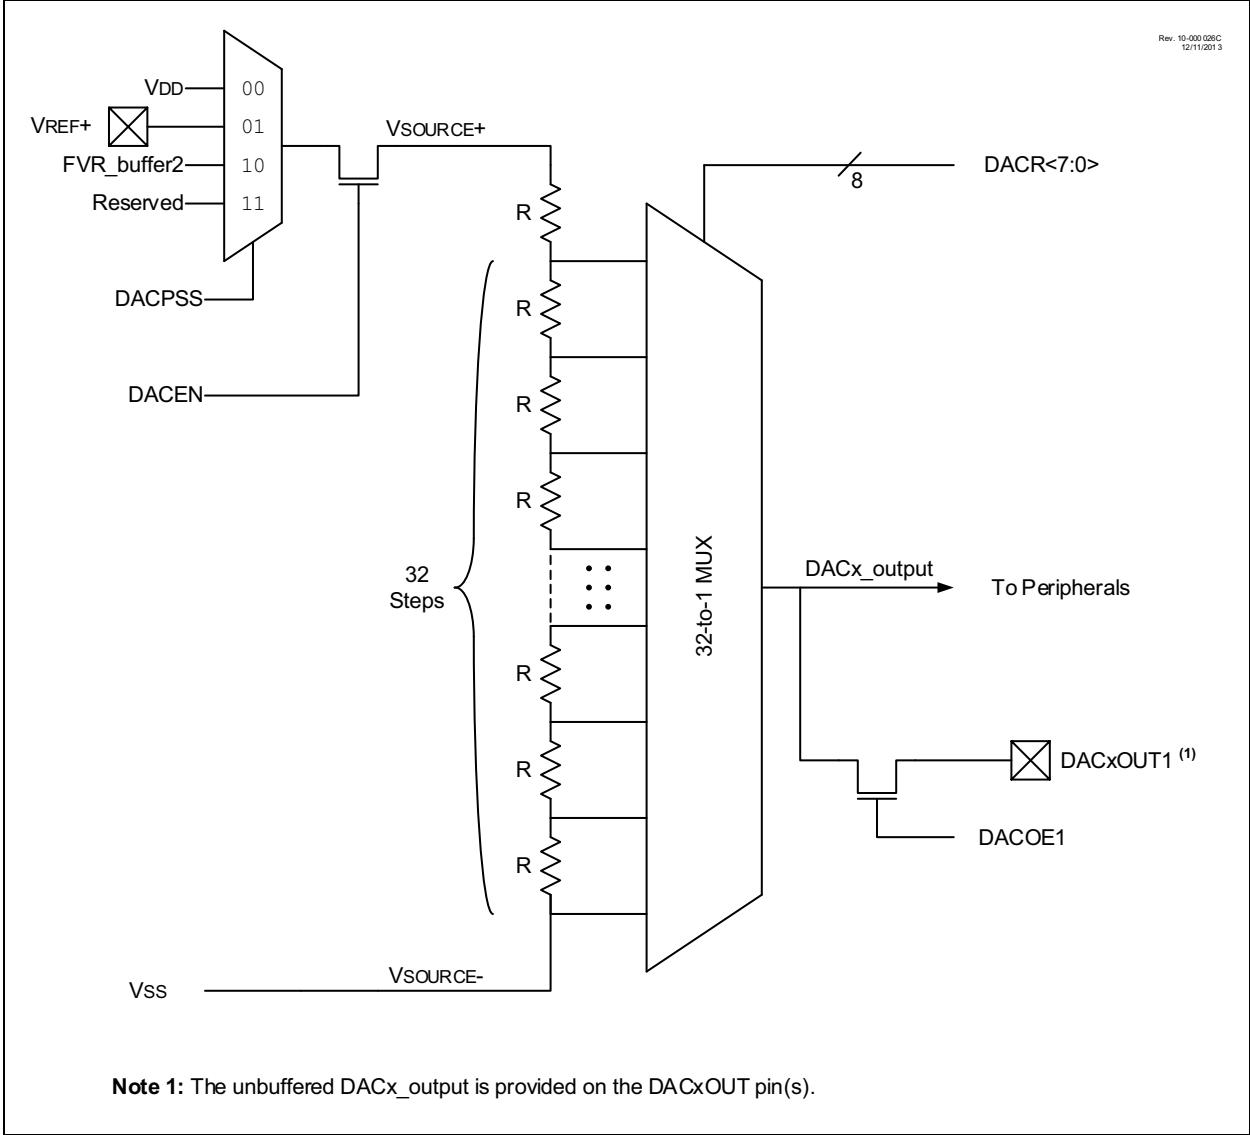 Rev. 10-000 026C
12/11/2013
VDD
00
VREF+
01
FVR_buffer2
10
Reserved
11
VSOURCE+
DACR<7:0>
8
R
DACPSS
R
DACEN
R
R
32
Steps
32-to-1 MUX
DACx_output
To Peripherals
R
R
DACxOUT1 (1)
DACOE1
R
VSOURCE-
VSS
Note 1: The unbuffered DACx_output is provided on the DACxOUT pin(s).